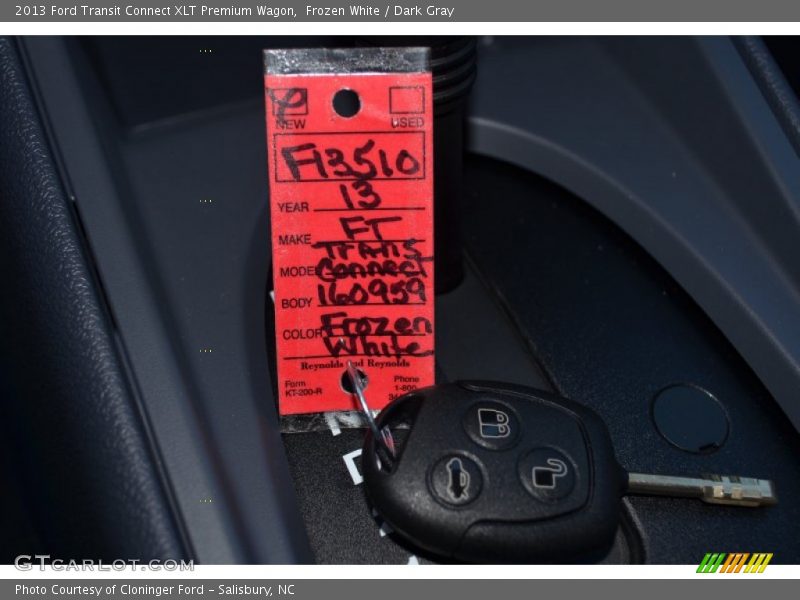 2013 Ford Transit Connect XLT Premium Wagon,  Frozen White / Dark Gray
NEW USED
F13510
YEAR 13
MAKE FT
Trans
MODEL Connect
BODY 160959
COLOR Frozen
White
Reynolds and Reynolds
Form Phone
KT-200-R 1-800-
GTCARLOT.COM
Photo Courtesy of Cloninger Ford – Salisbury, NC